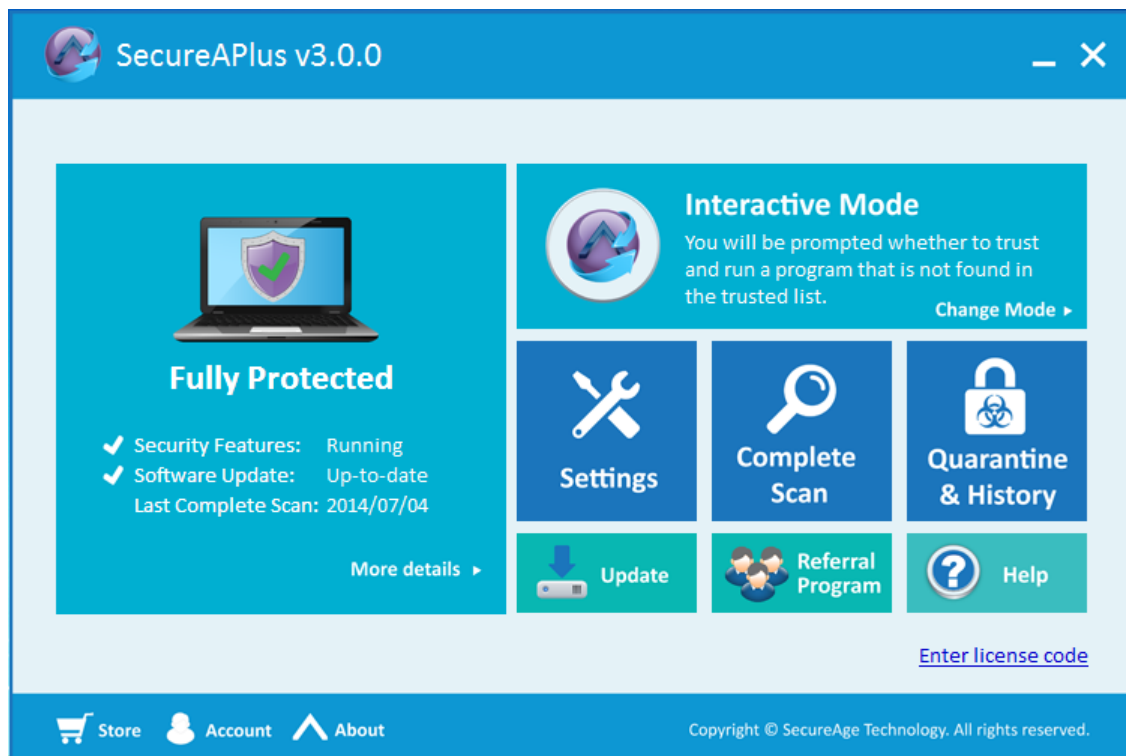 SecureAPlus v3.0.0
Fully Protected
Security Features: Running
Software Update: Up-to-date
Last Complete Scan: 2014/07/04
More details
Interactive Mode
You will be prompted whether to trust
and run a program that is not found in
the trusted list.
Change Mode
Settings
Complete
Scan
Quarantine
& History
Update
Referral
Program
Help
Enter license code
Store
Account
About
Copyright © SecureAge Technology. All rights reserved.